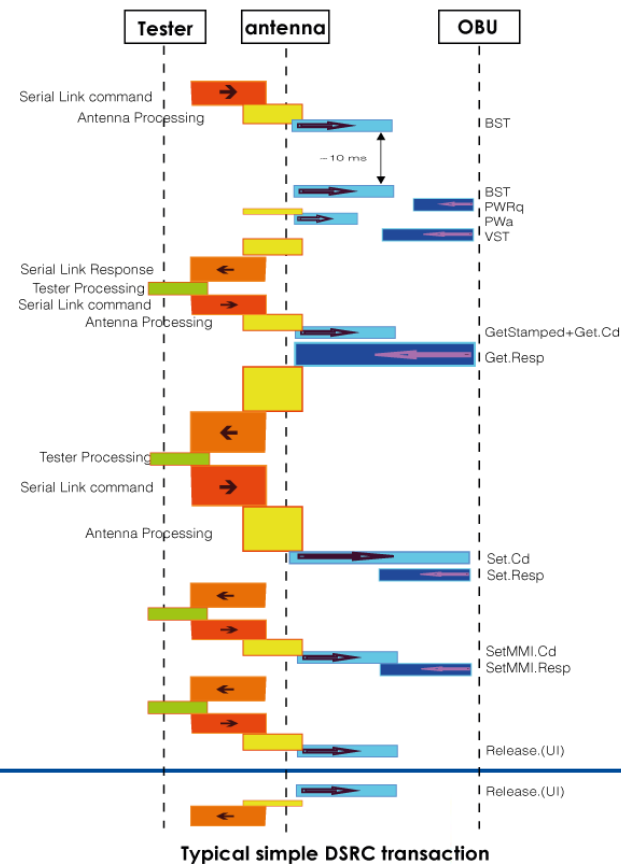 Tester antenna OBU
Serial Link command
Antenna Processing
BST
~10 ms
BST
PWRq
PWa
VST
Serial Link Response
Tester Processing
Serial Link command
Antenna Processing
GetStamped+Get.Cd
Get.Resp
Tester Processing
Serial Link command
Antenna Processing
Set.Cd
Set.Resp
SetMMI.Cd
SetMMI.Resp
Release.(UI)
Release.(UI)
Typical simple DSRC transaction